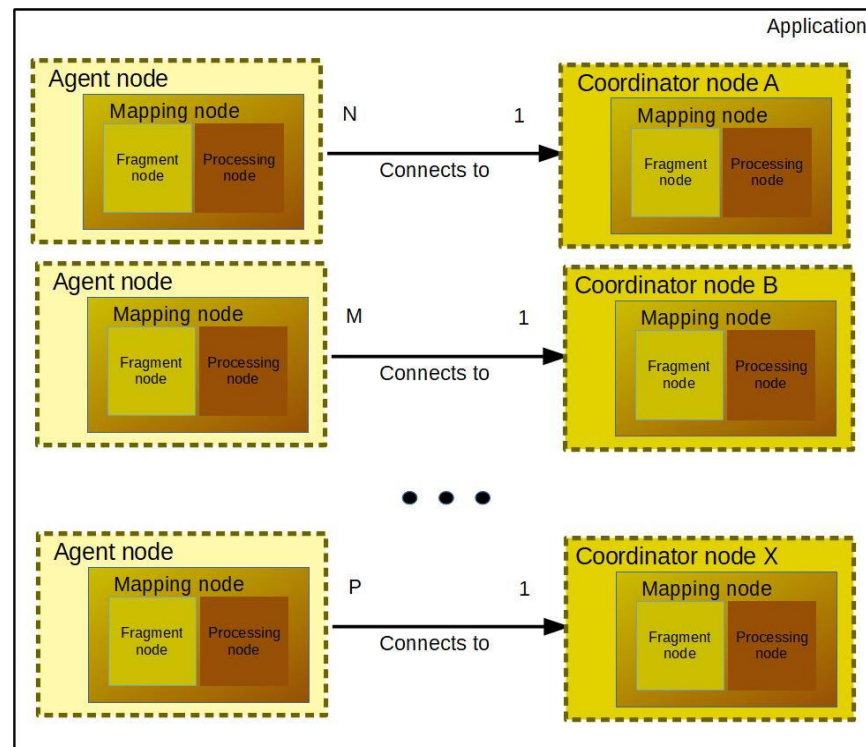 Application
Agent node
Mapping node
Fragment
node
Processing
node
N
1
Connects to
Coordinator node A
Mapping node
Fragment
node
Processing
node
Agent node
Mapping node
Fragment
node
Processing
node
M
1
Connects to
Coordinator node B
Mapping node
Fragment
node
Processing
node
Agent node
Mapping node
Fragment
node
Processing
node
P
1
Connects to
Coordinator node X
Mapping node
Fragment
node
Processing
node